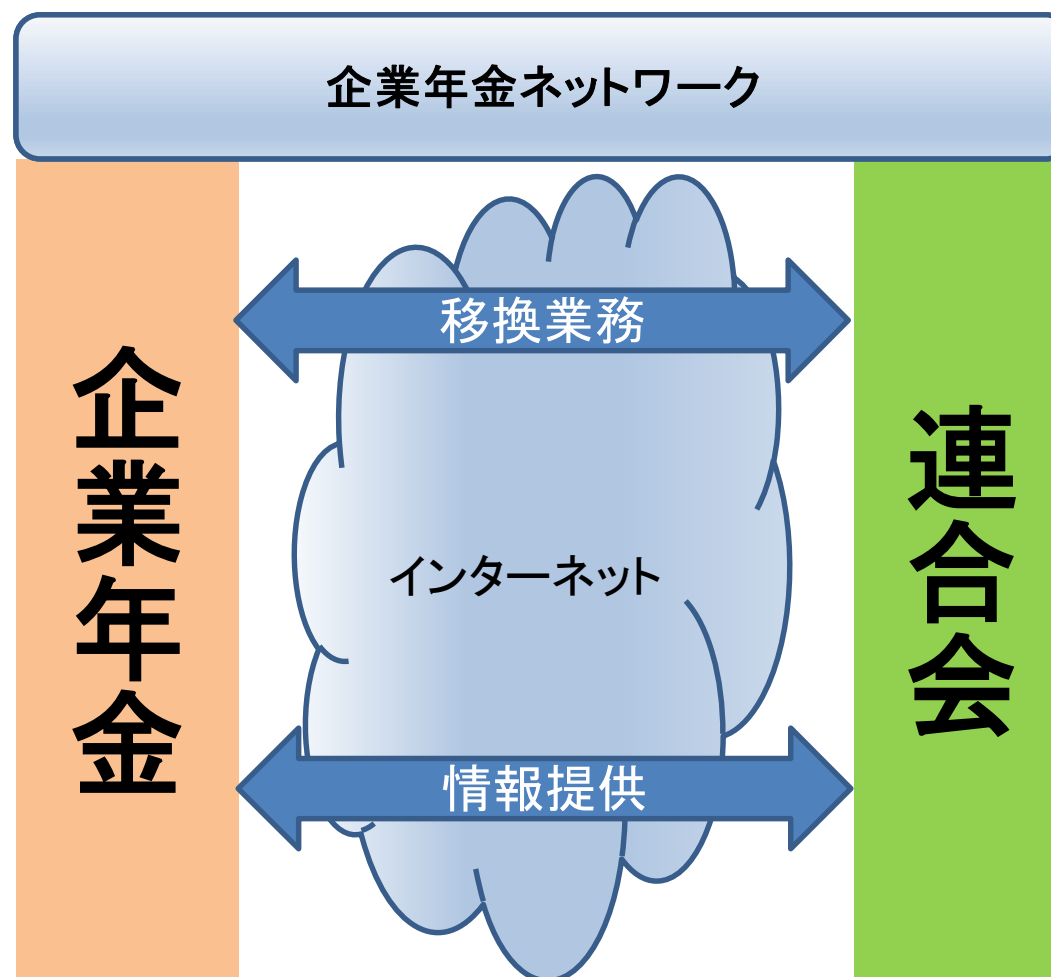 企業年金ネットワーク
移換業務
企業年金
連合会
インターネット
情報提供